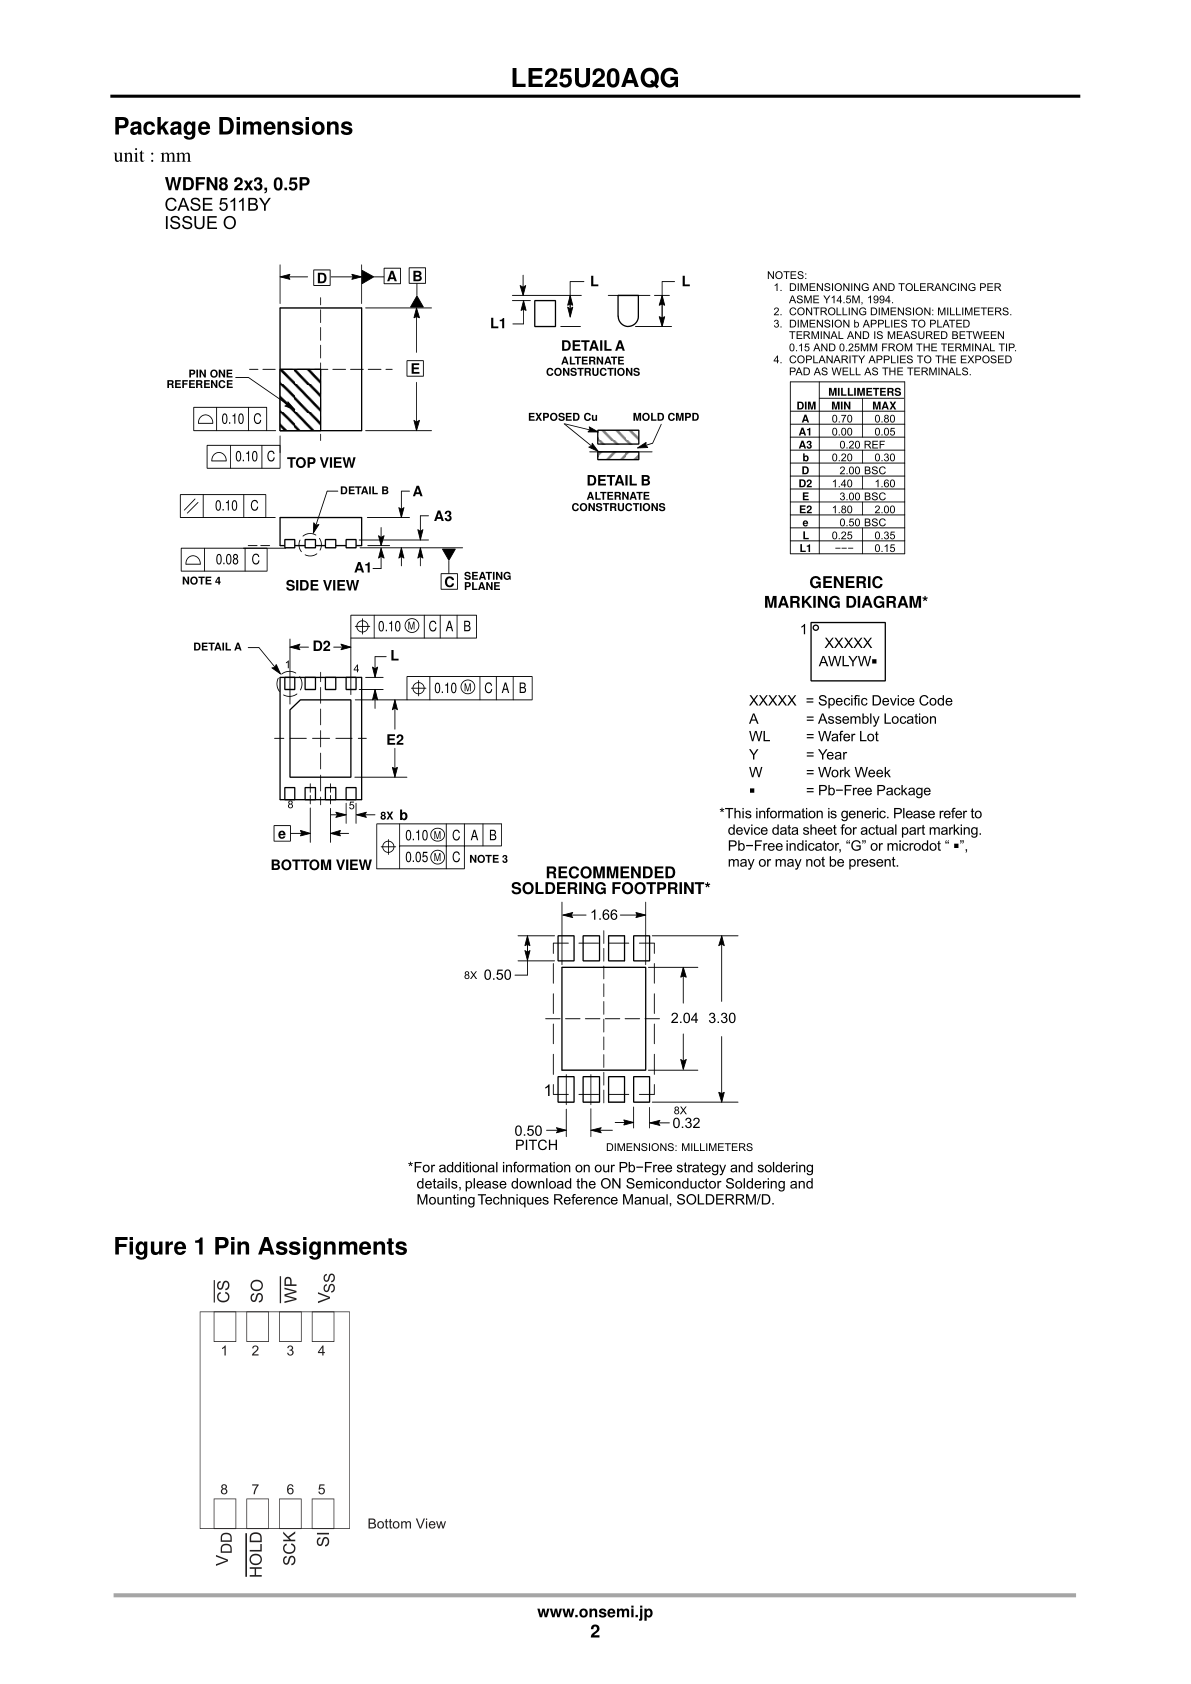 LE25U20AQG
Package Dimensions
unit : mm
WDFN8 2x3, 0.5P
CASE 511BY
ISSUE O
D
A
B
E
PIN ONE
REFERENCE
0.10 C
0.10 C
TOP VIEW
L
L
L1
DETAIL A
ALTERNATE
CONSTRUCTIONS
EXPOSED Cu
MOLD CMPD
DETAIL B
ALTERNATE
CONSTRUCTIONS
NOTES:
1. DIMENSIONING AND TOLERANCING PER
ASME Y14.5M, 1994.
2. CONTROLLING DIMENSION: MILLIMETERS.
3. DIMENSION b APPLIES TO PLATED
TERMINAL AND IS MEASURED BETWEEN
0.15 AND 0.25MM FROM THE TERMINAL TIP.
4. COPLANARITY APPLIES TO THE EXPOSED
PAD AS WELL AS THE TERMINALS.
MILLIMETERS
DIM MIN MAX
A 0.70 0.80
A1 0.00 0.05
A3 0.20 REF
b 0.20 0.30
D 2.00 BSC
D2 1.40 1.60
E 3.00 BSC
E2 1.80 2.00
e 0.50 BSC
L 0.25 0.35
L1 −−− 0.15
0.10 C
DETAIL B
A
A3
0.08 C
NOTE 4
A1
SIDE VIEW
C
SEATING
PLANE
0.10 Ⓜ C A B
DETAIL A
D2
L
1
4
0.10 Ⓜ C A B
E2
8
5
8X b
e
0.10 Ⓜ C A B
0.05 Ⓜ C
NOTE 3
BOTTOM VIEW
GENERIC
MARKING DIAGRAM*
1
XXXXX
AWLYW▪
XXXXX = Specific Device Code
A = Assembly Location
WL = Wafer Lot
Y = Year
W = Work Week
▪ = Pb−Free Package
*This information is generic. Please refer to
device data sheet for actual part marking.
Pb−Free indicator, “G” or microdot “ ▪”,
may or may not be present.
RECOMMENDED
SOLDERING FOOTPRINT*
1.66
8X 0.50
2.04
3.30
1
8X
0.32
0.50
PITCH
DIMENSIONS: MILLIMETERS
*For additional information on our Pb−Free strategy and soldering
details, please download the ON Semiconductor Soldering and
Mounting Techniques Reference Manual, SOLDERRM/D.
Figure 1 Pin Assignments
CS SO WP VSS
1 2 3 4
8 7 6 5
Bottom View
VDD HOLD SCK SI
www.onsemi.jp
2